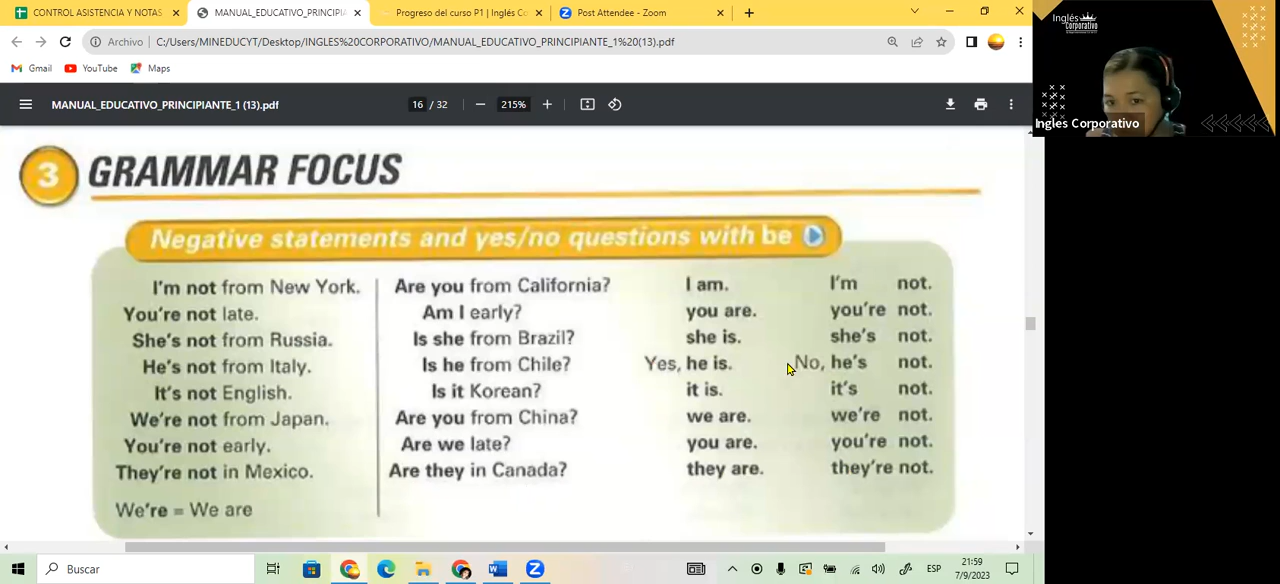 CONTROL ASISTENCIA Y NOTAS
MANUAL_EDUCATIVO_PRINCIPIA
Progreso del curso P1 | Inglés Co
Post Attendee - Zoom
Archivo
C:/Users/MINEDUCYT/Desktop/INGLES%20CORPORATIVO/MANUAL_EDUCATIVO_PRINCIPIANTE_1%20(13).pdf
Gmail
YouTube
Maps
MANUAL_EDUCATIVO_PRINCIPIANTE_1 (13).pdf
16 / 32
215%
Inglés
Corporativo
Ingles Corporativo
3 GRAMMAR FOCUS
Negative statements and yes/no questions with be
I'm not from New York.
You're not late.
She's not from Russia.
He's not from Italy.
It's not English.
We're not from Japan.
You're not early.
They're not in Mexico.
We're = We are
Are you from California?
Am I early?
Is she from Brazil?
Is he from Chile?
Is it Korean?
Are you from China?
Are we late?
Are they in Canada?
I am.
you are.
she is.
Yes, he is.
it is.
we are.
you are.
they are.
I'm not.
you're not.
she's not.
No, he's not.
it's not.
we're not.
you're not.
they're not.
Buscar
ESP
21:59
7/9/2023